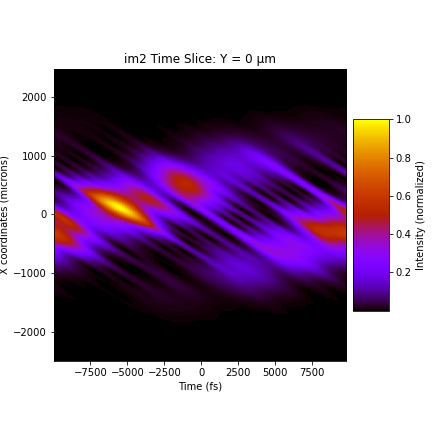 im2 Time Slice: Y = 0 μm
2000
1000
0
−1000
−2000
X coordinates (microns)
−7500 −5000 −2500 0 2500 5000 7500
Time (fs)
1.0
0.8
0.6
0.4
0.2
Intensity (normalized)